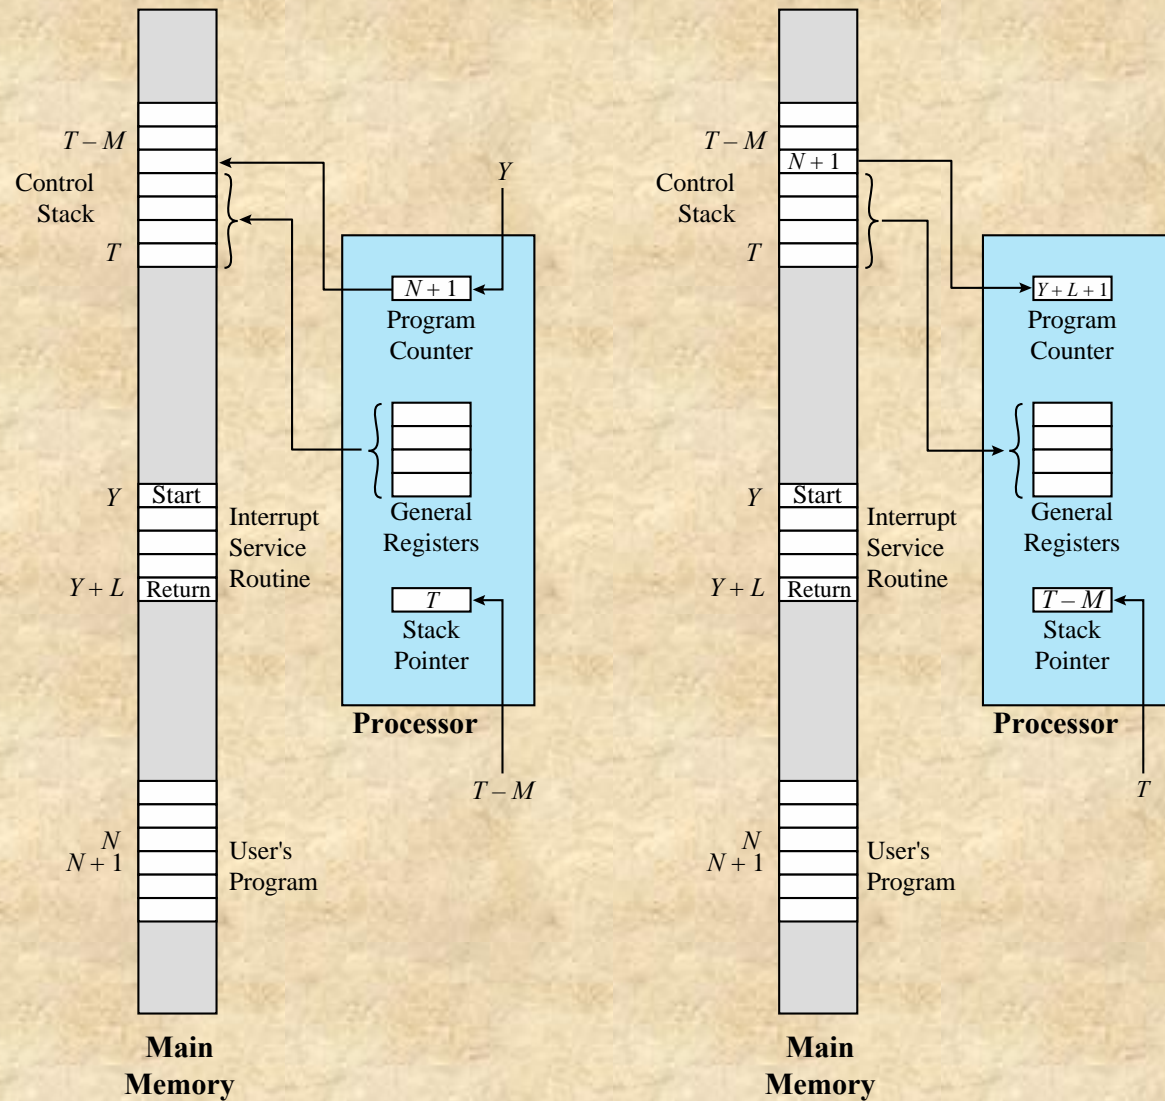 T – M
Control
Stack
T
Y
N + 1
Program
Counter
General
Registers
Y
Start
Interrupt
Service
Routine
Y + L
Return
T
Stack
Pointer
Processor
T – M
N
N + 1
User's
Program
Main
Memory
T – M
N + 1
Control
Stack
T
Y + L + 1
Program
Counter
General
Registers
Y
Start
Interrupt
Service
Routine
Y + L
Return
T – M
Stack
Pointer
Processor
T
N
N + 1
User's
Program
Main
Memory